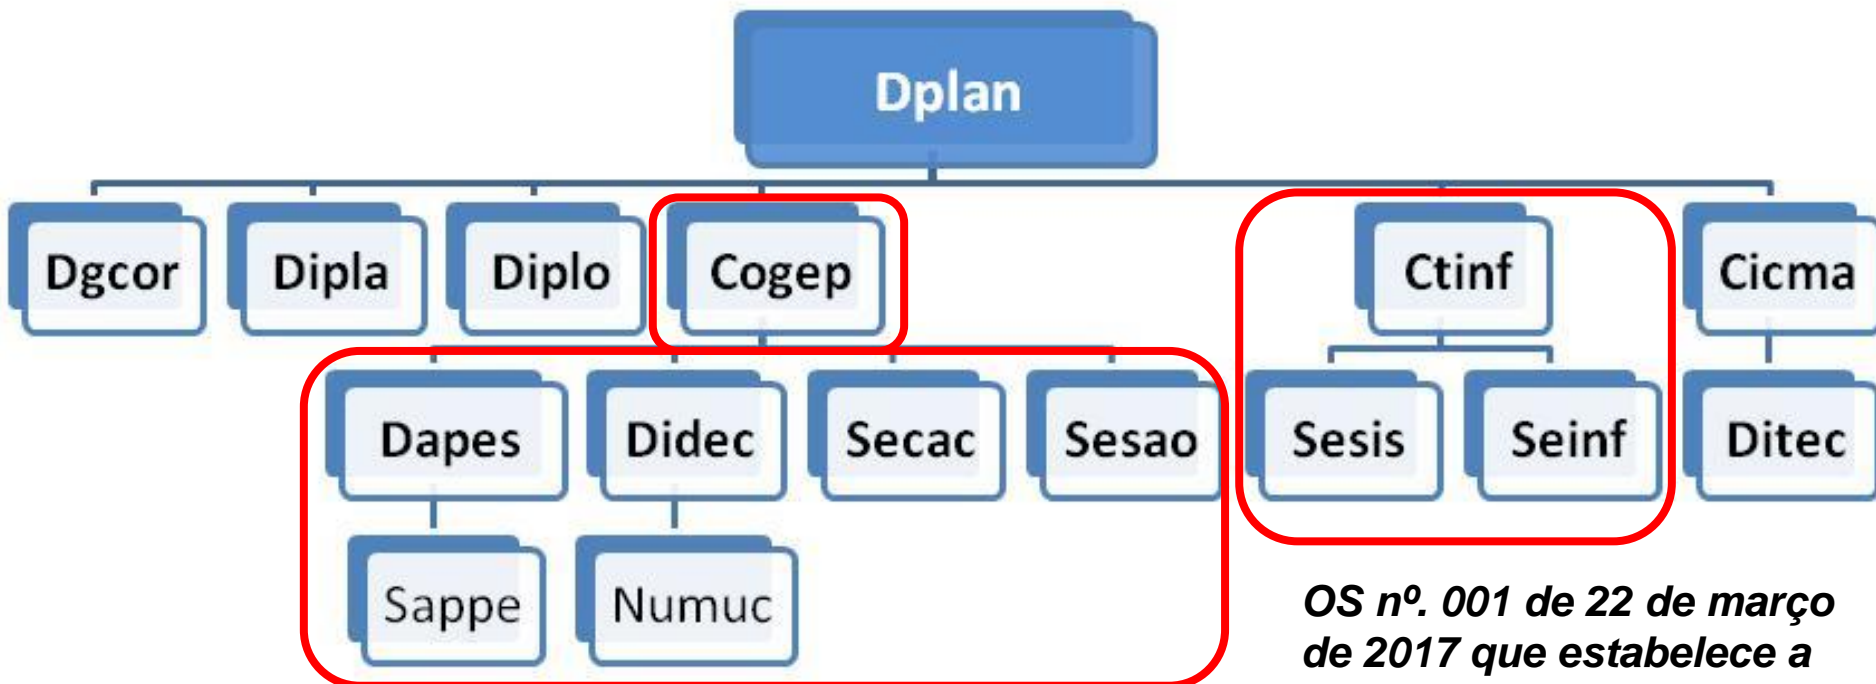 Dplan
Dgcor
Dipla
Diplo
Cogep
Ctinf
Cicma
Dapes
Didec
Secac
Sesao
Sesis
Seinf
Ditec
Sappe
Numuc
OS nº. 001 de 22 de março
de 2017 que estabelece a